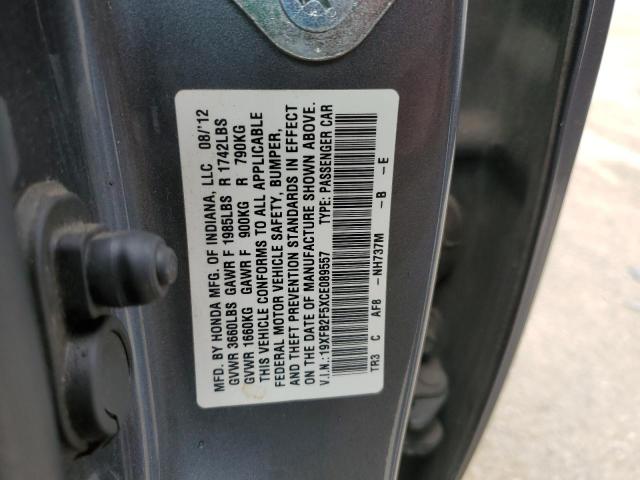 MFD. BY HONDA MFG. OF INDIANA, LLC 08/'12
GVWR 3660LBS GAWR F 1985LBS R 1742LBS
GVWR 1660KG GAWR F 900KG R 790KG
THIS VEHICLE CONFORMS TO ALL APPLICABLE
FEDERAL MOTOR VEHICLE SAFETY, BUMPER,
AND THEFT PREVENTION STANDARDS IN EFFECT
ON THE DATE OF MANUFACTURE SHOWN ABOVE.
V.I.N.:19XFB2F5XCE089557 TYPE: PASSENGER CAR
TR3 C AF8 -NH737M -B -E